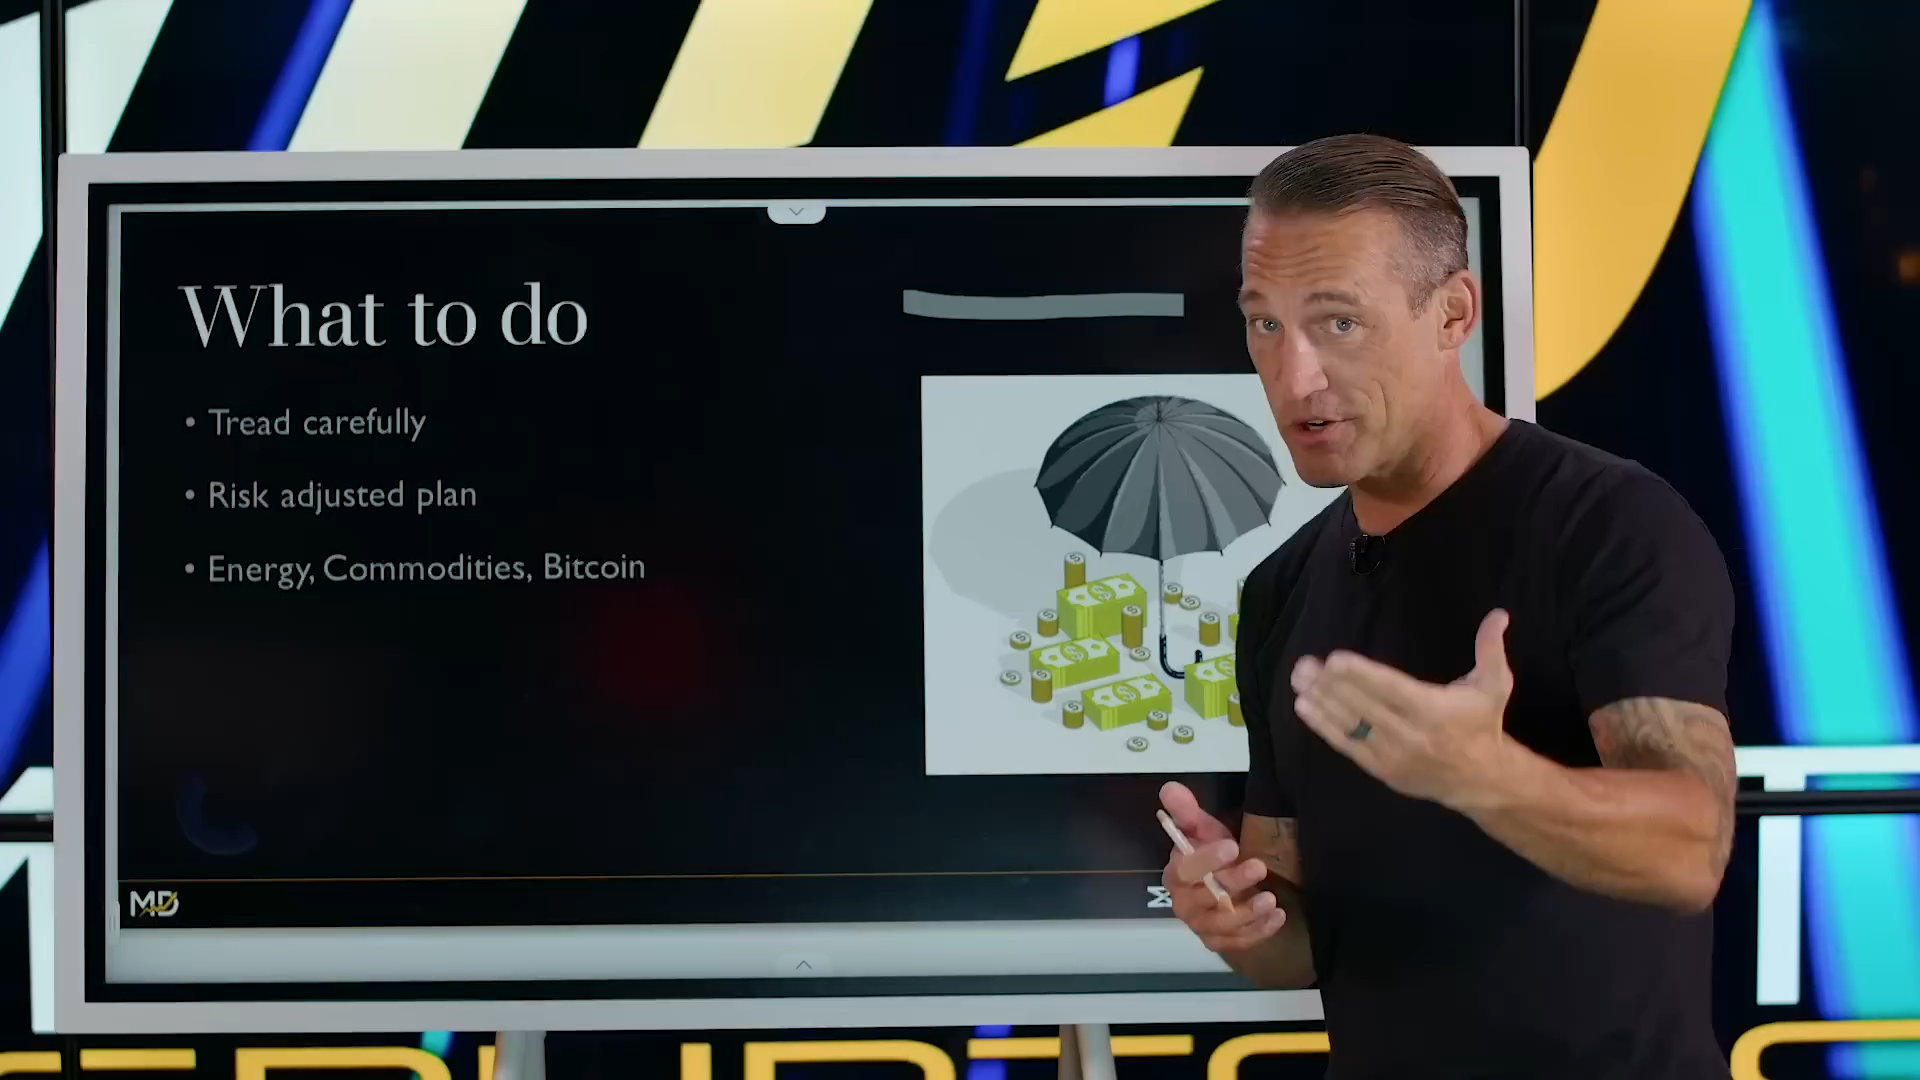 What to do
• Tread carefully
• Risk adjusted plan
• Energy, Commodities, Bitcoin
MD